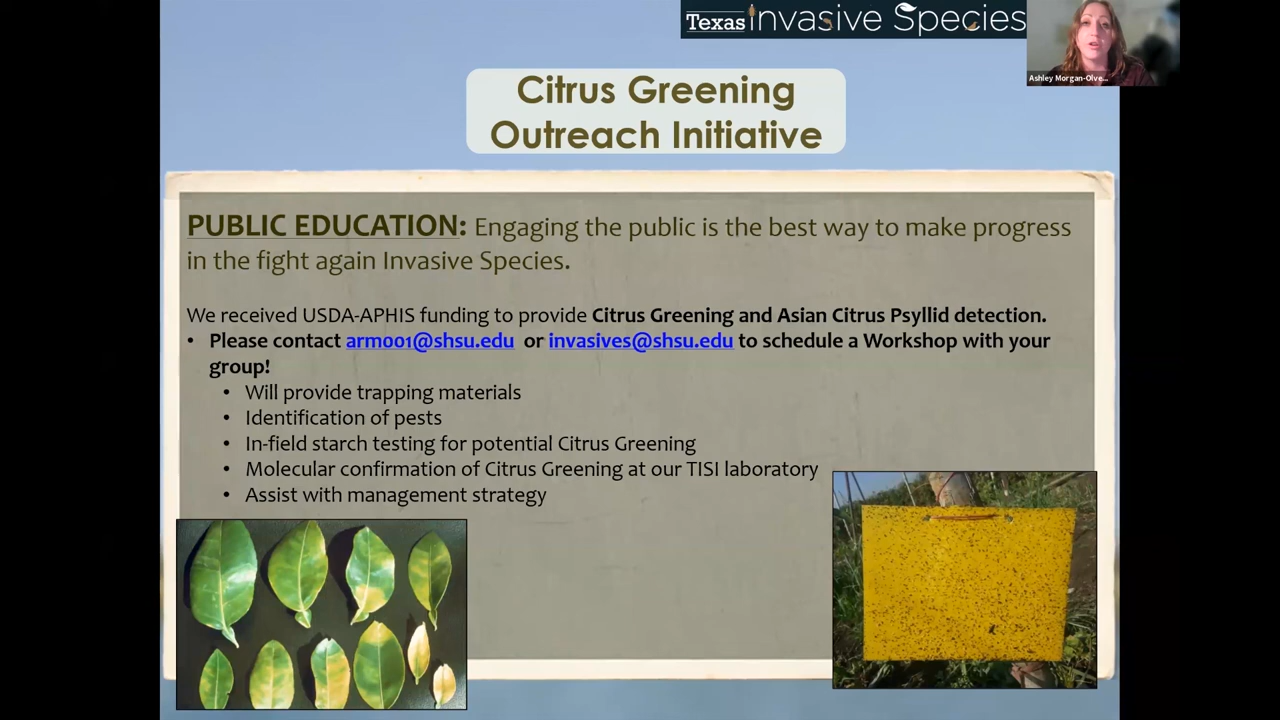 Texas Invasive Species
Ashley Morgan-Olve...
Citrus Greening
Outreach Initiative
PUBLIC EDUCATION: Engaging the public is the best way to make progress
in the fight again Invasive Species.
We received USDA-APHIS funding to provide Citrus Greening and Asian Citrus Psyllid detection.
• Please contact arm001@shsu.edu or invasives@shsu.edu to schedule a Workshop with your
group!
• Will provide trapping materials
• Identification of pests
• In-field starch testing for potential Citrus Greening
• Molecular confirmation of Citrus Greening at our TISI laboratory
• Assist with management strategy